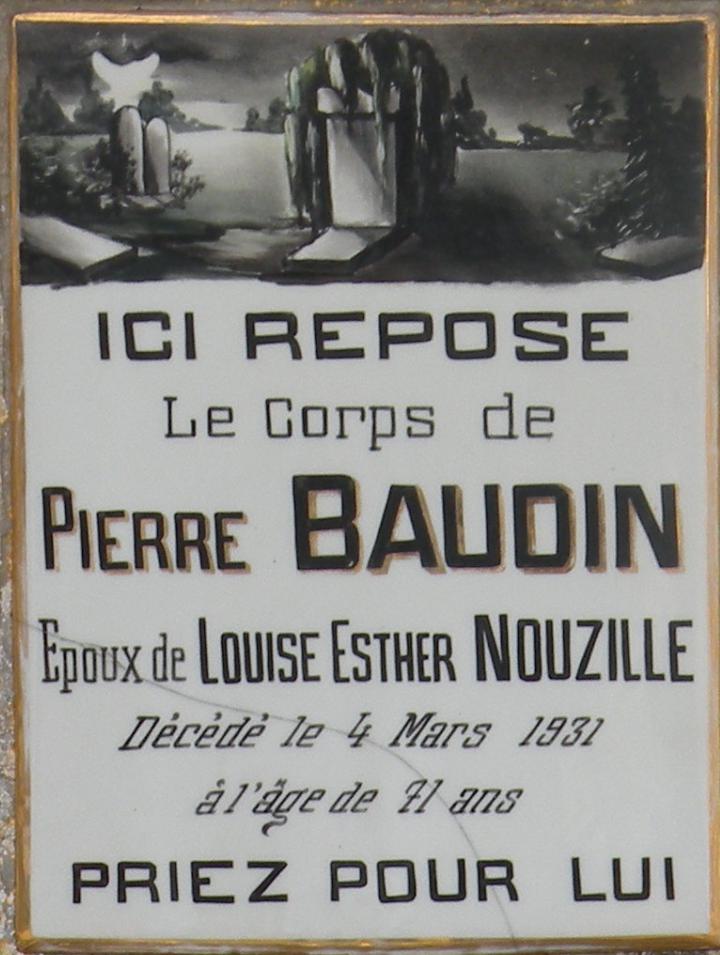 ICI REPOSE
Le Corps de
PIERRE BAUDIN
Epoux de LOUISE ESTHER NOUZILLE
Décédé le 4 Mars 1931
à l'âge de 71 ans
PRIEZ POUR LUI